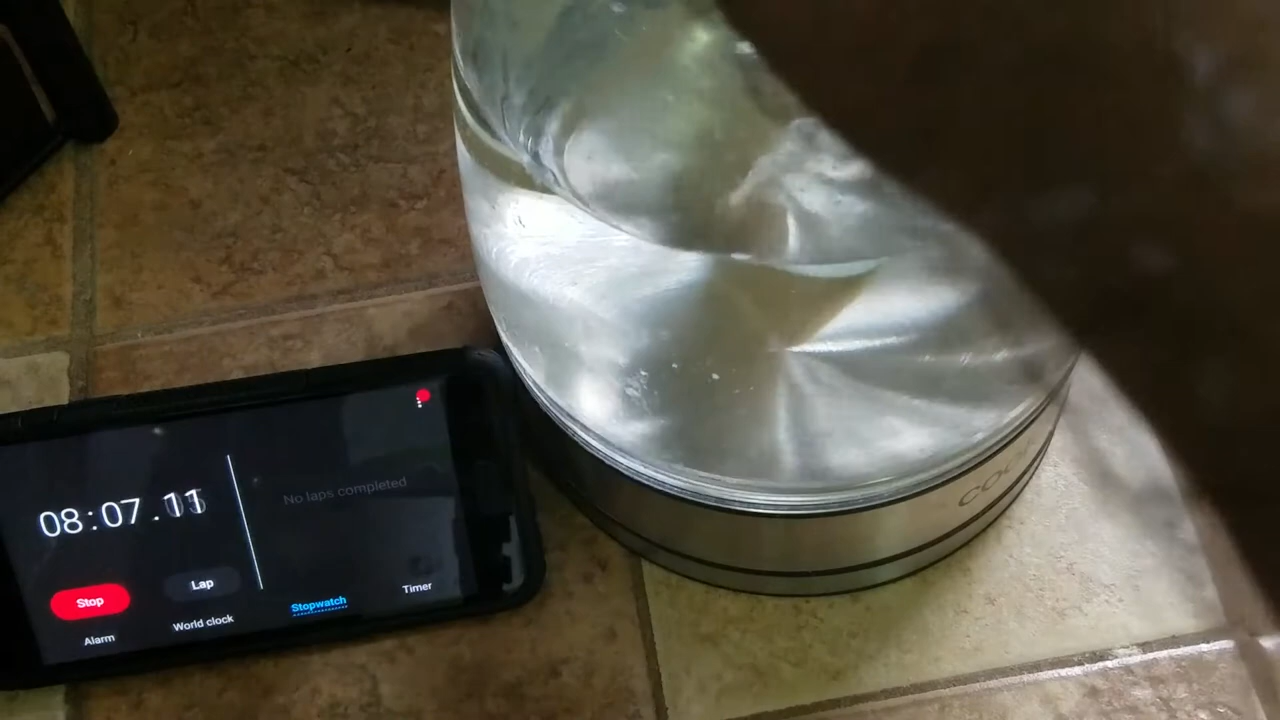 08:07.11
No laps completed
Stop
Lap
Alarm
World clock
Stopwatch
Timer